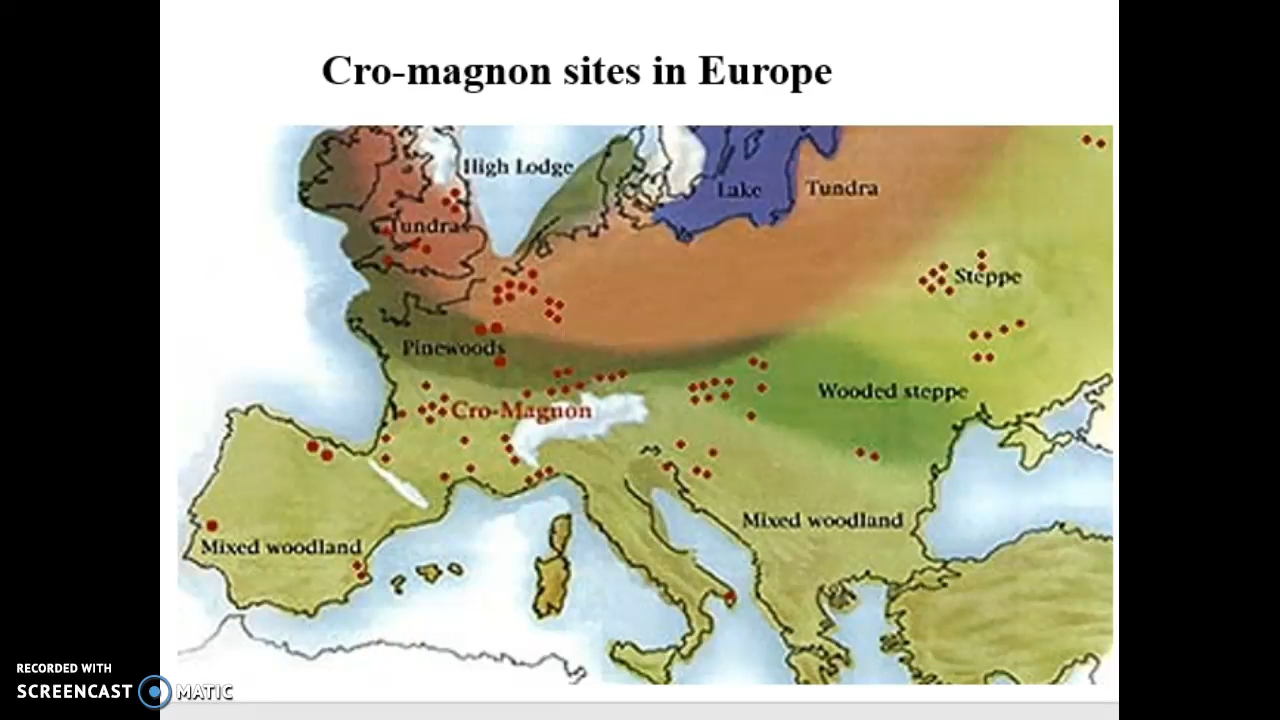 Cro-magnon sites in Europe
High Lodge
Lake
Tundra
Tundra
Steppe
Pinewoods
Wooded steppe
Cro-Magnon
Mixed woodland
Mixed woodland
RECORDED WITH
SCREENCAST MATIC